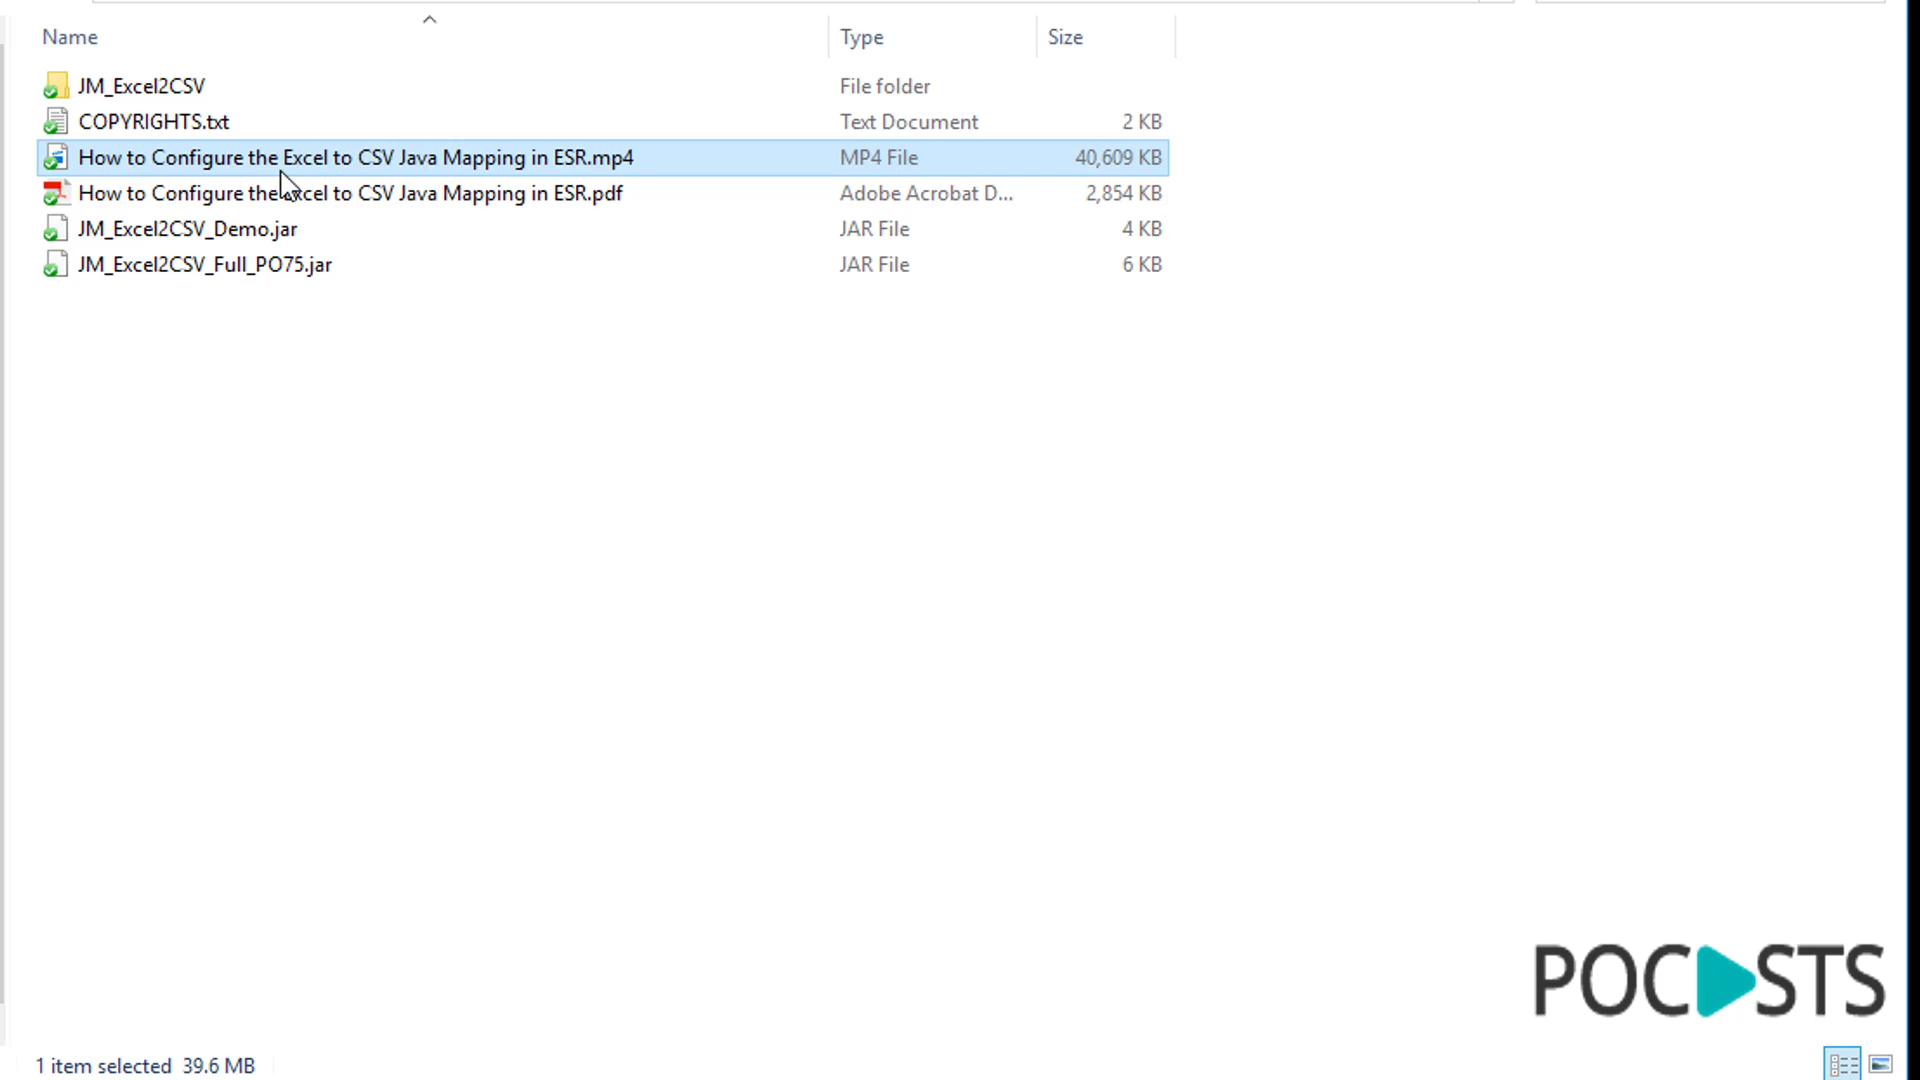 Name Type Size
JM_Excel2CSV File folder
COPYRIGHTS.txt Text Document 2 KB
How to Configure the Excel to CSV Java Mapping in ESR.mp4 MP4 File 40,609 KB
How to Configure the Excel to CSV Java Mapping in ESR.pdf Adobe Acrobat D... 2,854 KB
JM_Excel2CSV_Demo.jar JAR File 4 KB
JM_Excel2CSV_Full_PO75.jar JAR File 6 KB
POC STS
1 item selected 39.6 MB